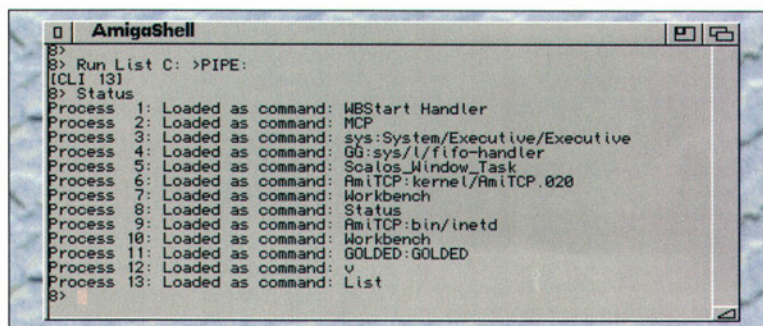 AmigaShell
8>
8> Run List C: >PIPE:
[CLI 13]
8> Status
Process  1: Loaded as command: WBStart Handler
Process  2: Loaded as command: MCP
Process  3: Loaded as command: sys:System/Executive/Executive
Process  4: Loaded as command: GG:sys/l/fifo-handler
Process  5: Loaded as command: Scalos_Window_Task
Process  6: Loaded as command: AmiTCP:kernel/AmiTCP.020
Process  7: Loaded as command: Workbench
Process  8: Loaded as command: Status
Process  9: Loaded as command: AmiTCP:bin/inetd
Process 10: Loaded as command: Workbench
Process 11: Loaded as command: GOLDED:GOLDED
Process 12: Loaded as command: v
Process 13: Loaded as command: List
8>